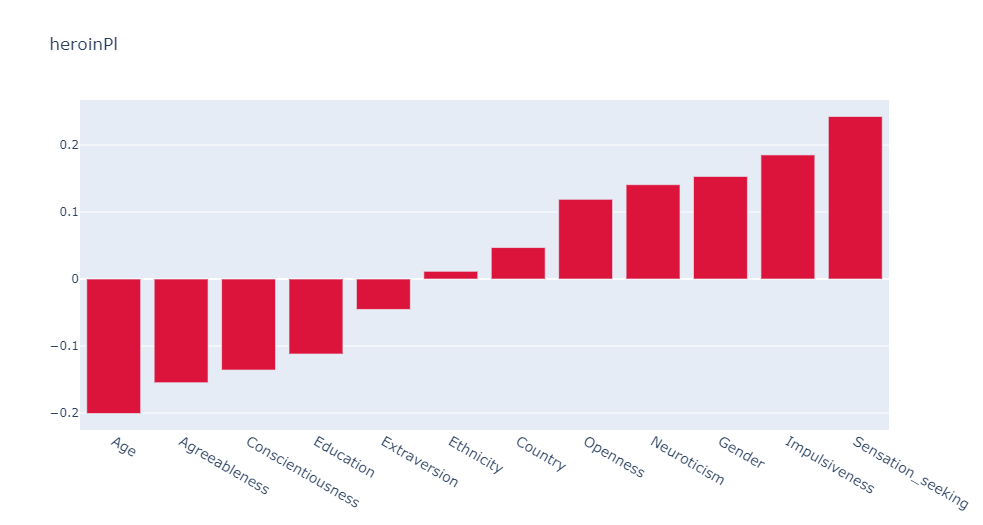 heroinPl
0.2
0.1
0
−0.1
−0.2
Age
Agreeableness
Conscientiousness
Education
Extraversion
Ethnicity
Country
Openness
Neuroticism
Gender
Impulsiveness
Sensation_seeking